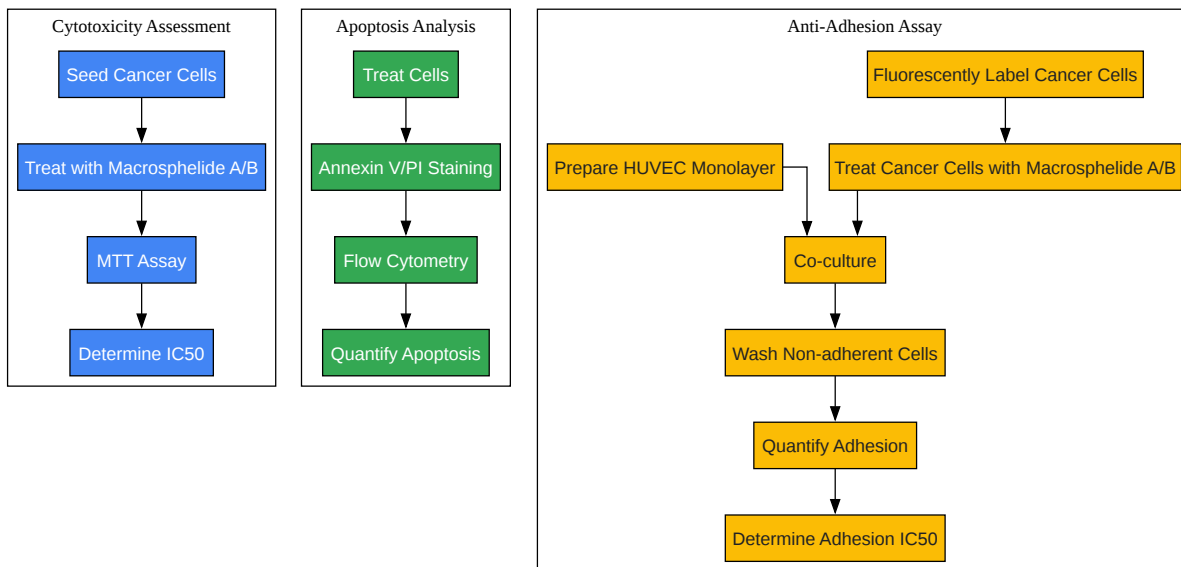 Cytotoxicity Assessment
Seed Cancer Cells
Treat with Macrosphelide A/B
MTT Assay
Determine IC50
Apoptosis Analysis
Treat Cells
Annexin V/PI Staining
Flow Cytometry
Quantify Apoptosis
Anti-Adhesion Assay
Fluorescently Label Cancer Cells
Prepare HUVEC Monolayer
Treat Cancer Cells with Macrosphelide A/B
Co-culture
Wash Non-adherent Cells
Quantify Adhesion
Determine Adhesion IC50